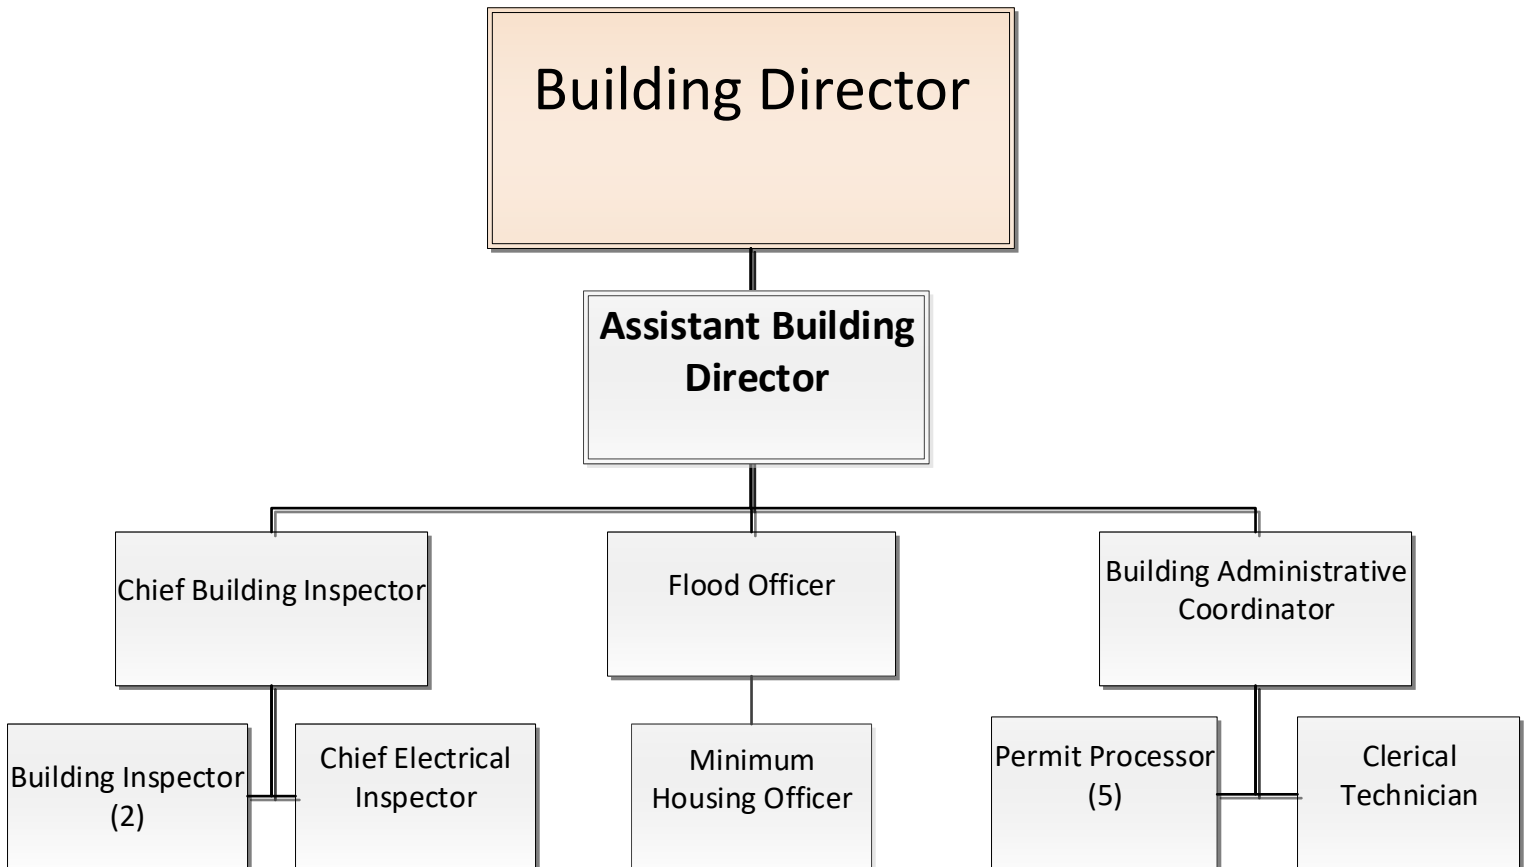 Building Director
Assistant Building
Director
Chief Building Inspector
Flood Officer
Building Administrative
Coordinator
Building Inspector
(2)
Chief Electrical
Inspector
Minimum
Housing Officer
Permit Processor
(5)
Clerical
Technician